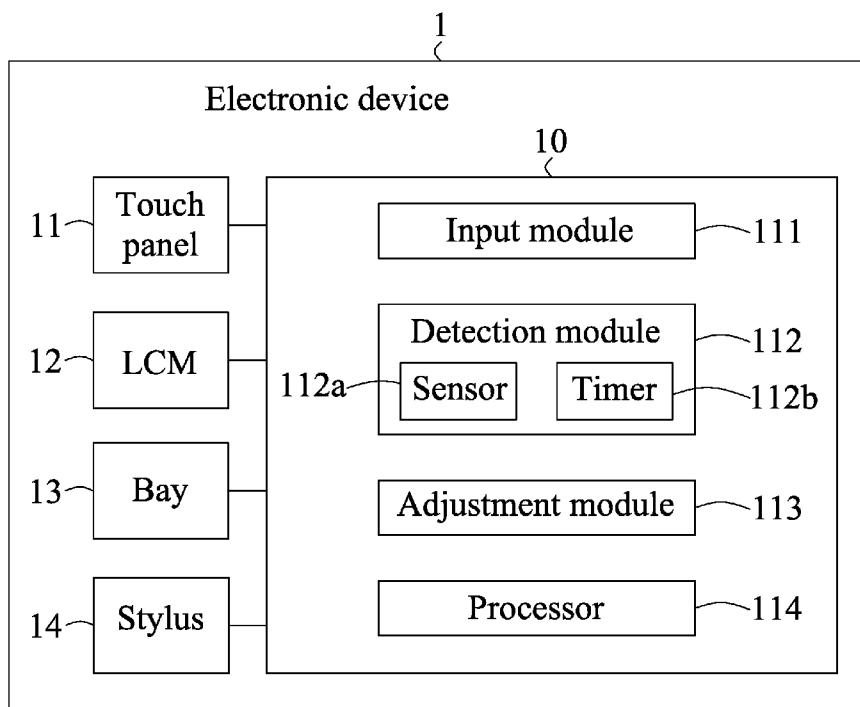 1
Electronic device
10
11
Touch
panel
Input module
111
12
LCM
Detection module
112
112a
Sensor
Timer
112b
13
Bay
Adjustment module
113
14
Stylus
Processor
114